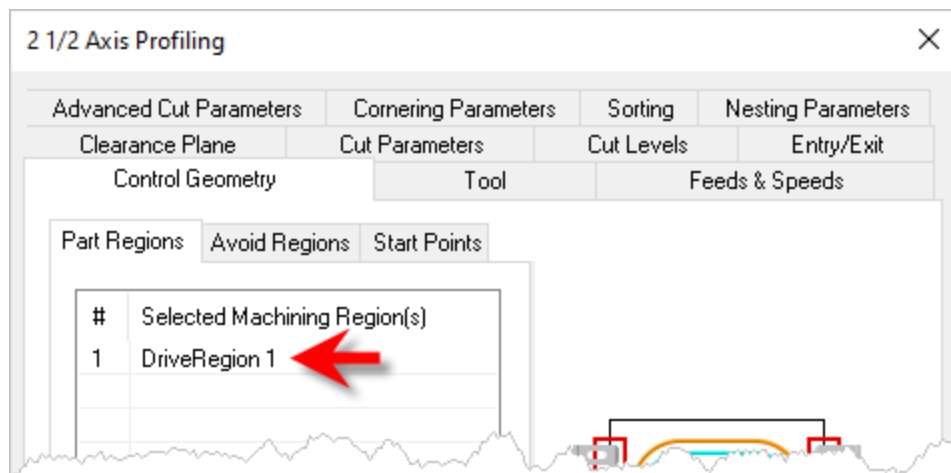 2 1/2 Axis Profiling
Advanced Cut Parameters Cornering Parameters Sorting Nesting Parameters
Clearance Plane Cut Parameters Cut Levels Entry/Exit
Control Geometry Tool Feeds & Speeds
Part Regions Avoid Regions Start Points
# Selected Machining Region(s)
1 DriveRegion 1